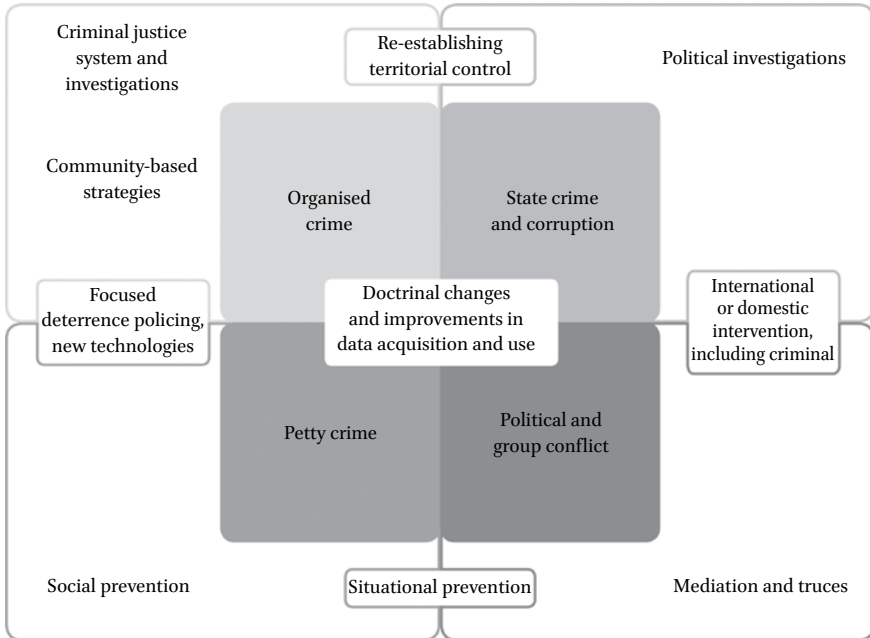 Criminal justice
system and
investigations
Re-establishing
territorial control
Political investigations
Community-based
strategies
Organised
crime
State crime
and corruption
Focused
deterrence policing,
new technologies
Doctrinal changes
and improvements in
data acquisition and use
International
or domestic
intervention,
including criminal
Petty crime
Political and
group conflict
Social prevention
Situational prevention
Mediation and truces